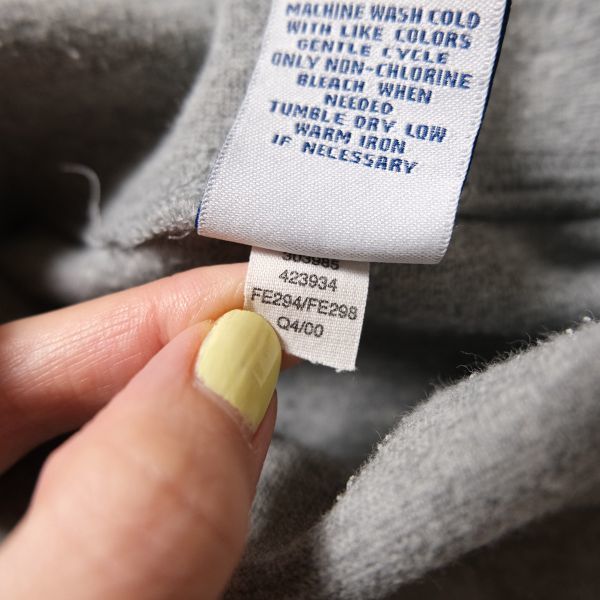 MACHINE WASH COLD
WITH LIKE COLORS
GENTLE CYCLE
ONLY NON-CHLORINE
BLEACH WHEN
NEEDED
TUMBLE DRY LOW
WARM IRON
IF NECESSARY
303985
423934
FE294/FE298
Q4/00